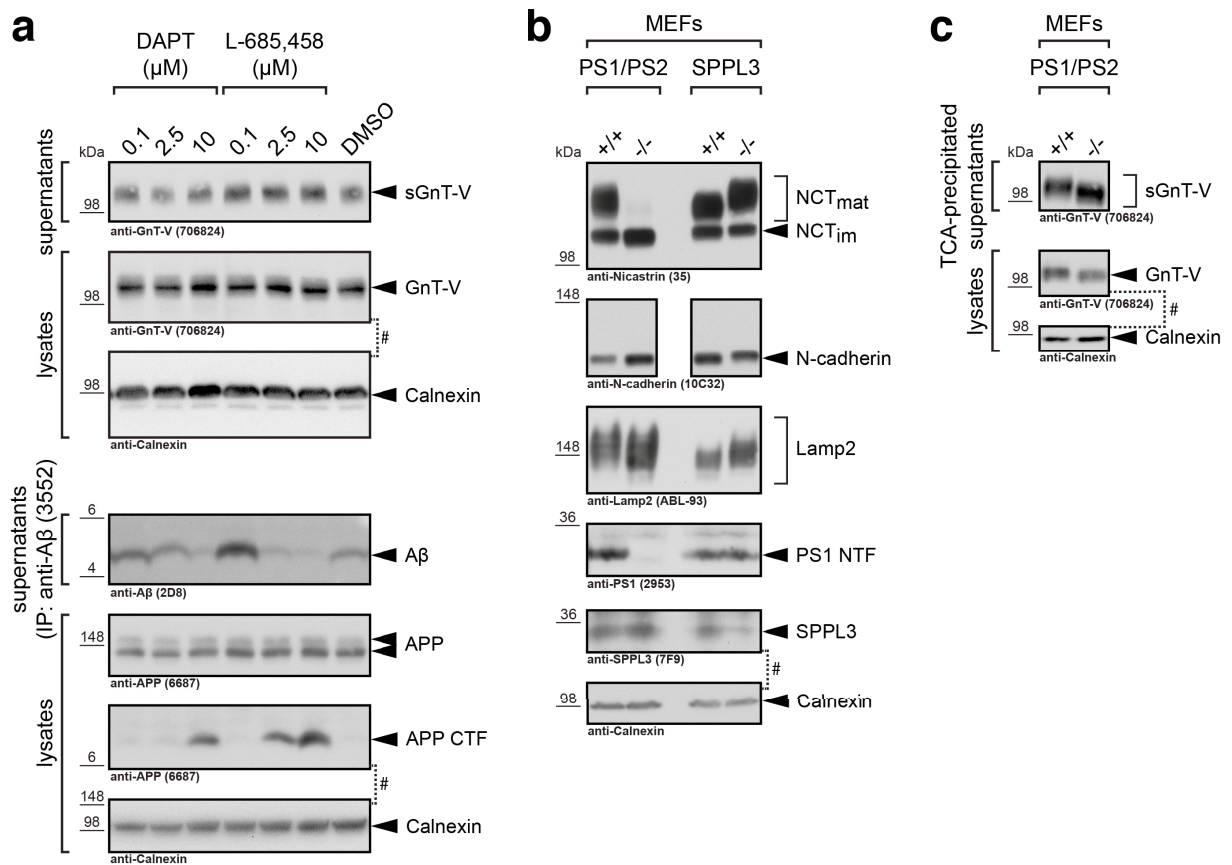 a
DAPT
(µM)
L-685,458
(µM)
0.1
2.5
10
0.1
2.5
10
DMSO
kDa
supernatants
98
sGnT-V
anti-GnT-V (706824)
lysates
98
GnT-V
anti-GnT-V (706824)
#
98
Calnexin
anti-Calnexin
supernatants
(IP: anti-Aβ (3552)
6
4
Aβ
anti-Aβ (2D8)
lysates
148
APP
anti-APP (6687)
APP CTF
6
anti-APP (6687)
#
148
98
Calnexin
anti-Calnexin
b
MEFs
PS1/PS2
SPPL3
kDa
+/+
-/-
+/+
-/-
NCTmat
NCTim
98
anti-Nicastrin (35)
148
N-cadherin
anti-N-cadherin (10C32)
148
Lamp2
anti-Lamp2 (ABL-93)
36
PS1 NTF
anti-PS1 (2953)
36
SPPL3
anti-SPPL3 (7F9)
#
98
Calnexin
anti-Calnexin
c
MEFs
PS1/PS2
+/+
-/-
kDa
TCA-precipitated
supernatants
98
sGnT-V
anti-GnT-V (706824)
lysates
98
GnT-V
anti-GnT-V (706824)
#
98
Calnexin
anti-Calnexin